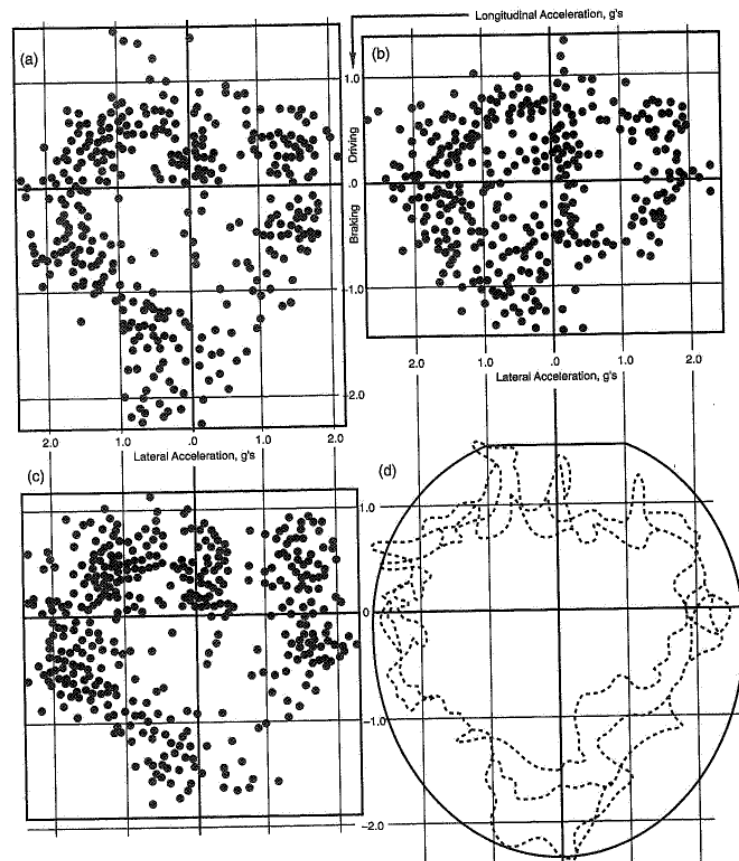 Longitudinal Acceleration, g's
(a)
(b)
1.0
Driving
.0
Braking
-1.0
-2.0
2.0 1.0 .0 1.0 2.0
Lateral Acceleration, g's
2.0 1.0 .0 1.0 2.0
Lateral Acceleration, g's
(c)
(d)
1.0
0
-1.0
-2.0